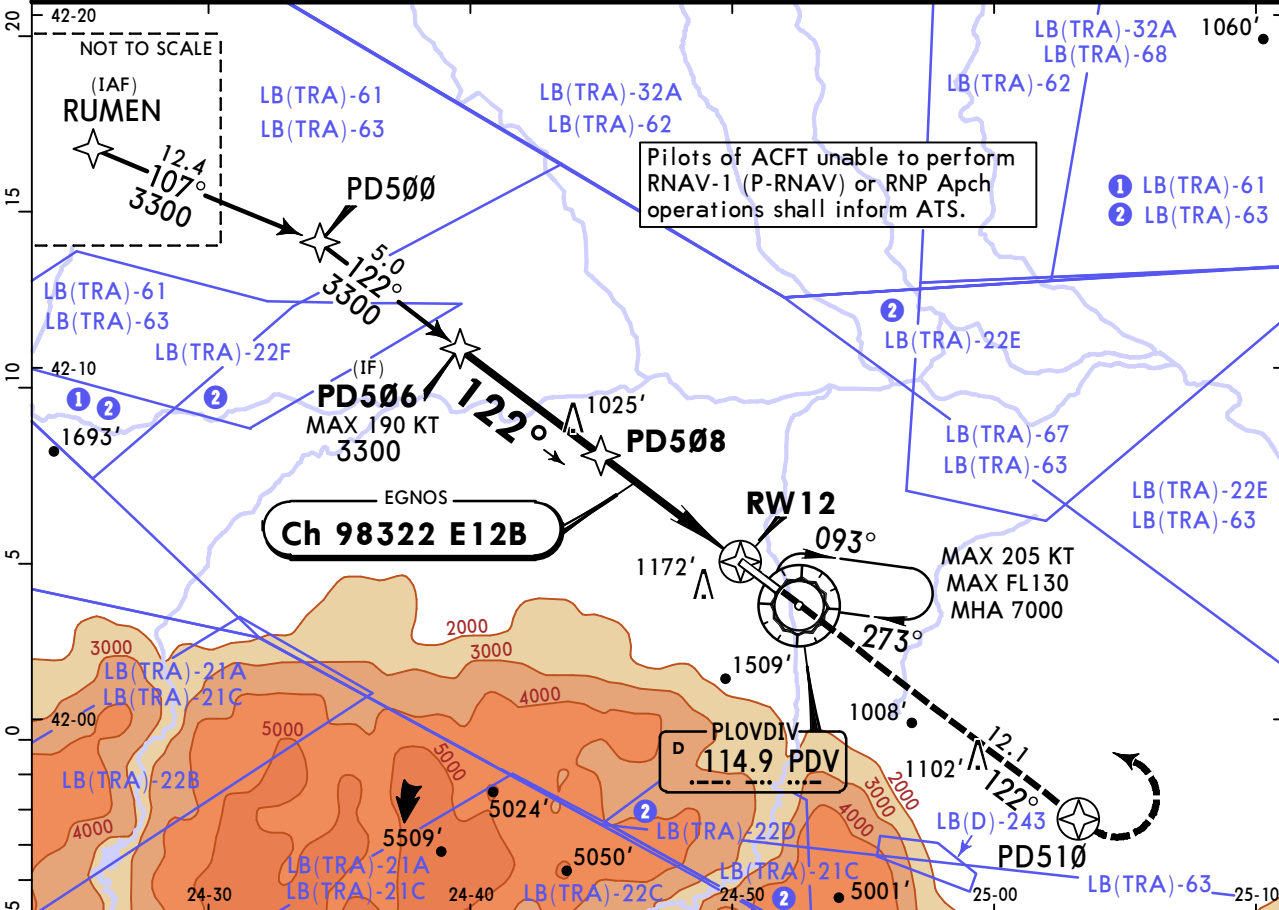 20
42-20
NOT TO SCALE
(IAF)
RUMEN
12.4
107°
3300
LB(TRA)-61
LB(TRA)-63
LB(TRA)-32A
LB(TRA)-62
LB(TRA)-32A
LB(TRA)-68
LB(TRA)-62
1060'
Pilots of ACFT unable to perform
RNAV-1 (P-RNAV) or RNP Apch
operations shall inform ATS.
1 LB(TRA)-61
2 LB(TRA)-63
15
PD5ØØ
5.0
122°
3300
LB(TRA)-61
LB(TRA)-63
LB(TRA)-22F
2
LB(TRA)-22E
10
42-10
(IF)
PD5Ø6
MAX 190 KT
3300
1 2
2
1693'
122°
1025'
PD5Ø8
LB(TRA)-67
LB(TRA)-63
LB(TRA)-22E
LB(TRA)-63
EGNOS
Ch 98322 E12B
RW12
093°
273°
MAX 205 KT
MAX FL130
MHA 7000
5
1172'
2000
3000
3000
4000
LB(TRA)-21A
LB(TRA)-21C
1509'
1008'
0
42-00
5000
5000
PLOVDIV
D 114.9 PDV
12.1
122°
1102'
LB(TRA)-22B
4000
5024'
5509'
5050'
2
LB(TRA)-22D
2000
3000
4000
LB(D)-243
PD51Ø
LB(TRA)-21A
LB(TRA)-21C
LB(TRA)-22C
LB(TRA)-21C
2
5001'
LB(TRA)-63
5
24-30
24-40
24-50
25-00
25-10